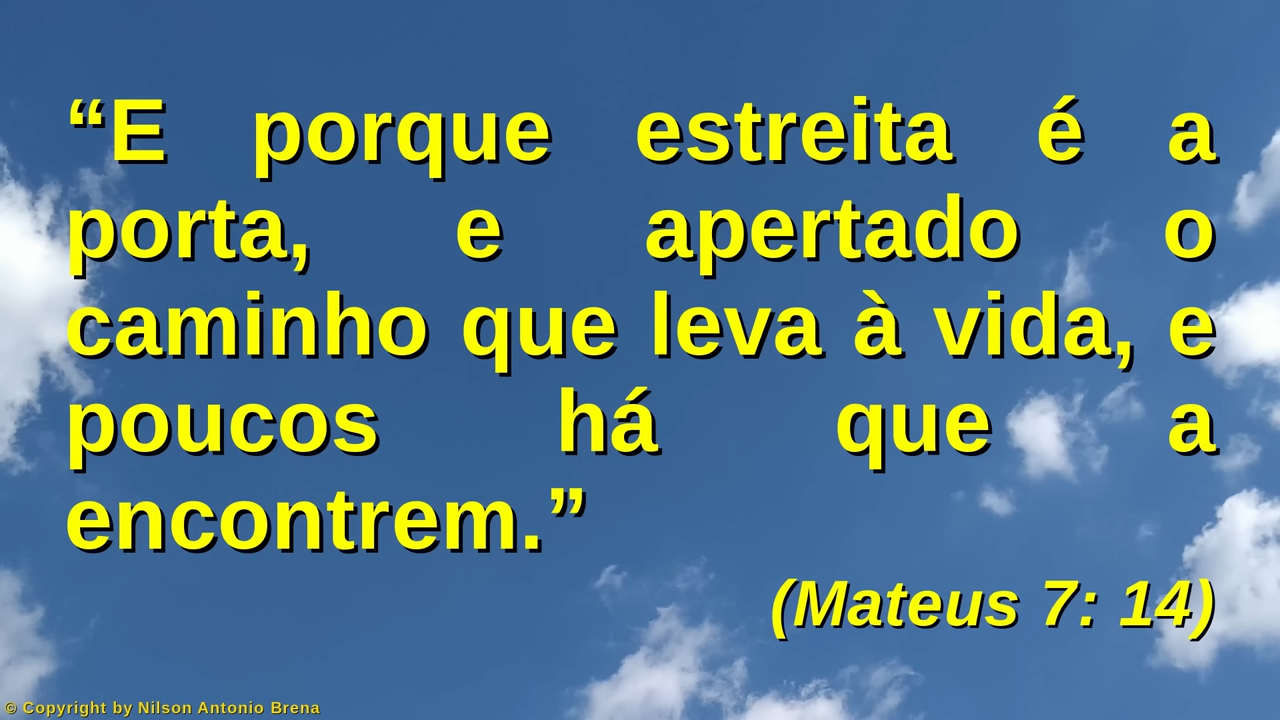 “E porque estreita é a
porta, e apertado o
caminho que leva à vida, e
poucos há que a
encontrem.”
(Mateus 7: 14)
© Copyright by Nilson Antonio Brena